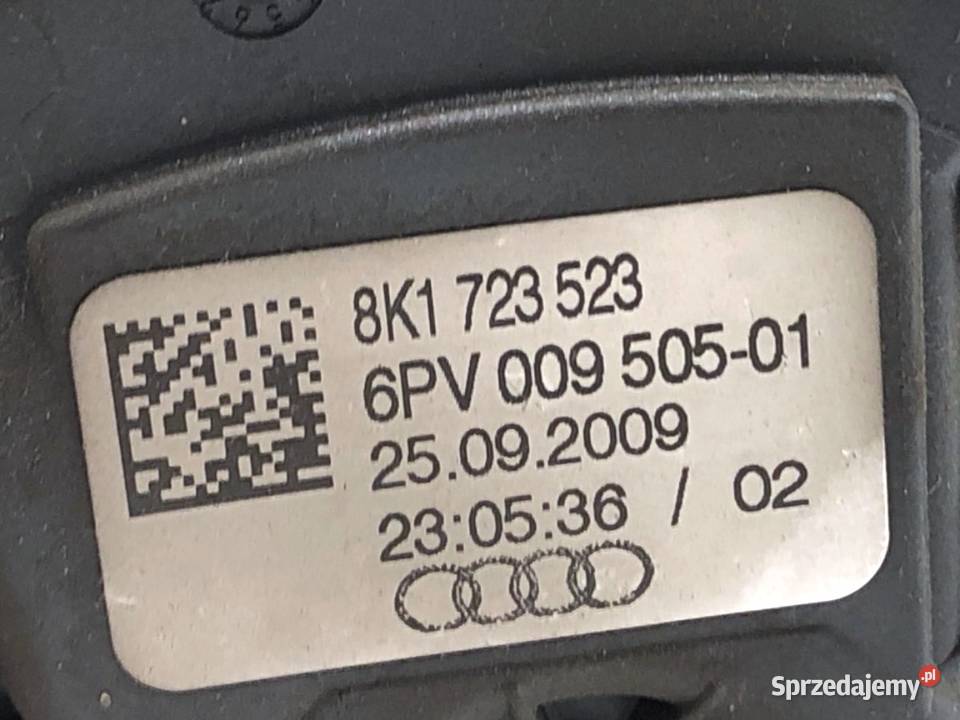 8K1 723 523
6PV 009 505-01
25.09.2009
23:05:36 / 02
Sprzedajemy.pl